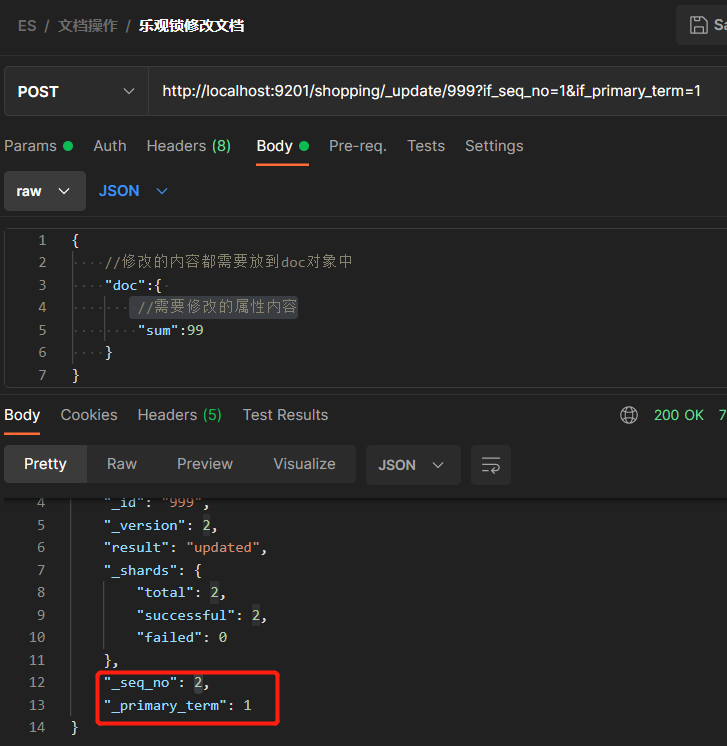 ES / 文档操作 / 乐观锁修改文档
POST http://localhost:9201/shopping/_update/999?if_seq_no=1&if_primary_term=1
Params Auth Headers (8) Body Pre-req. Tests Settings
raw JSON
1 {
2 //修改的内容都需要放到doc对象中
3 "doc":{
4 //需要修改的属性内容
5 "sum":99
6 }
7 }
Body Cookies Headers (5) Test Results 200 OK 7
Pretty Raw Preview Visualize JSON
4 "_id": "999",
5 "_version": 2,
6 "result": "updated",
7 "_shards": {
8 "total": 2,
9 "successful": 2,
10 "failed": 0
11 },
12 "_seq_no": 2,
13 "_primary_term": 1
14 }